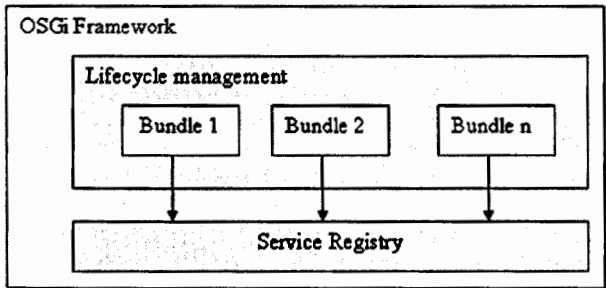 OSGi Framework
Lifecycle management
Bundle 1
Bundle 2
Bundle n
Service Registry